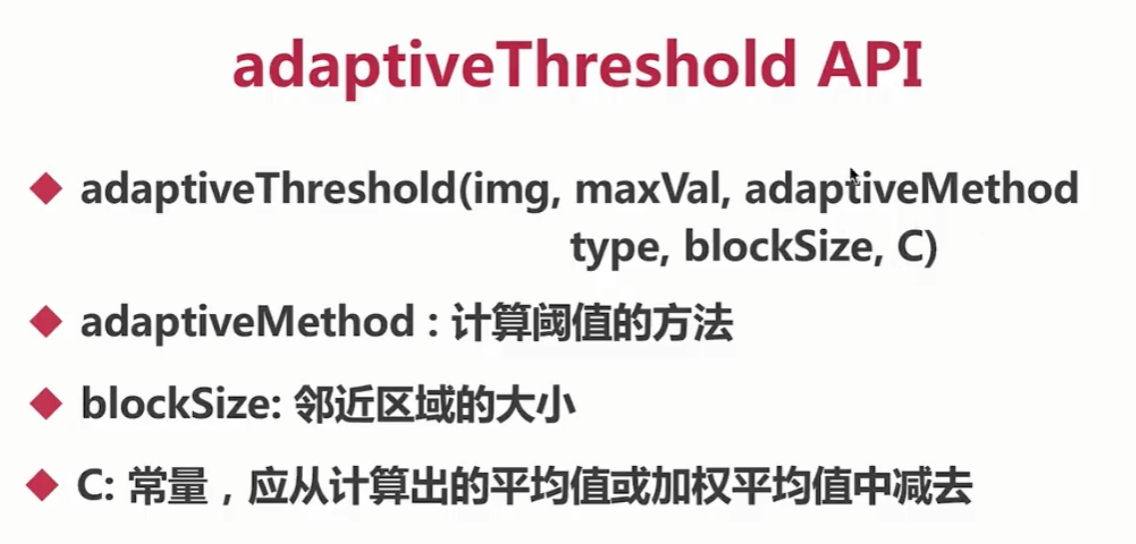 adaptiveThreshold API
adaptiveThreshold(img, maxVal, adaptiveMethod
type, blockSize, C)
adaptiveMethod : 计算阈值的方法
blockSize: 邻近区域的大小
C: 常量，应从计算出的平均值或加权平均值中减去